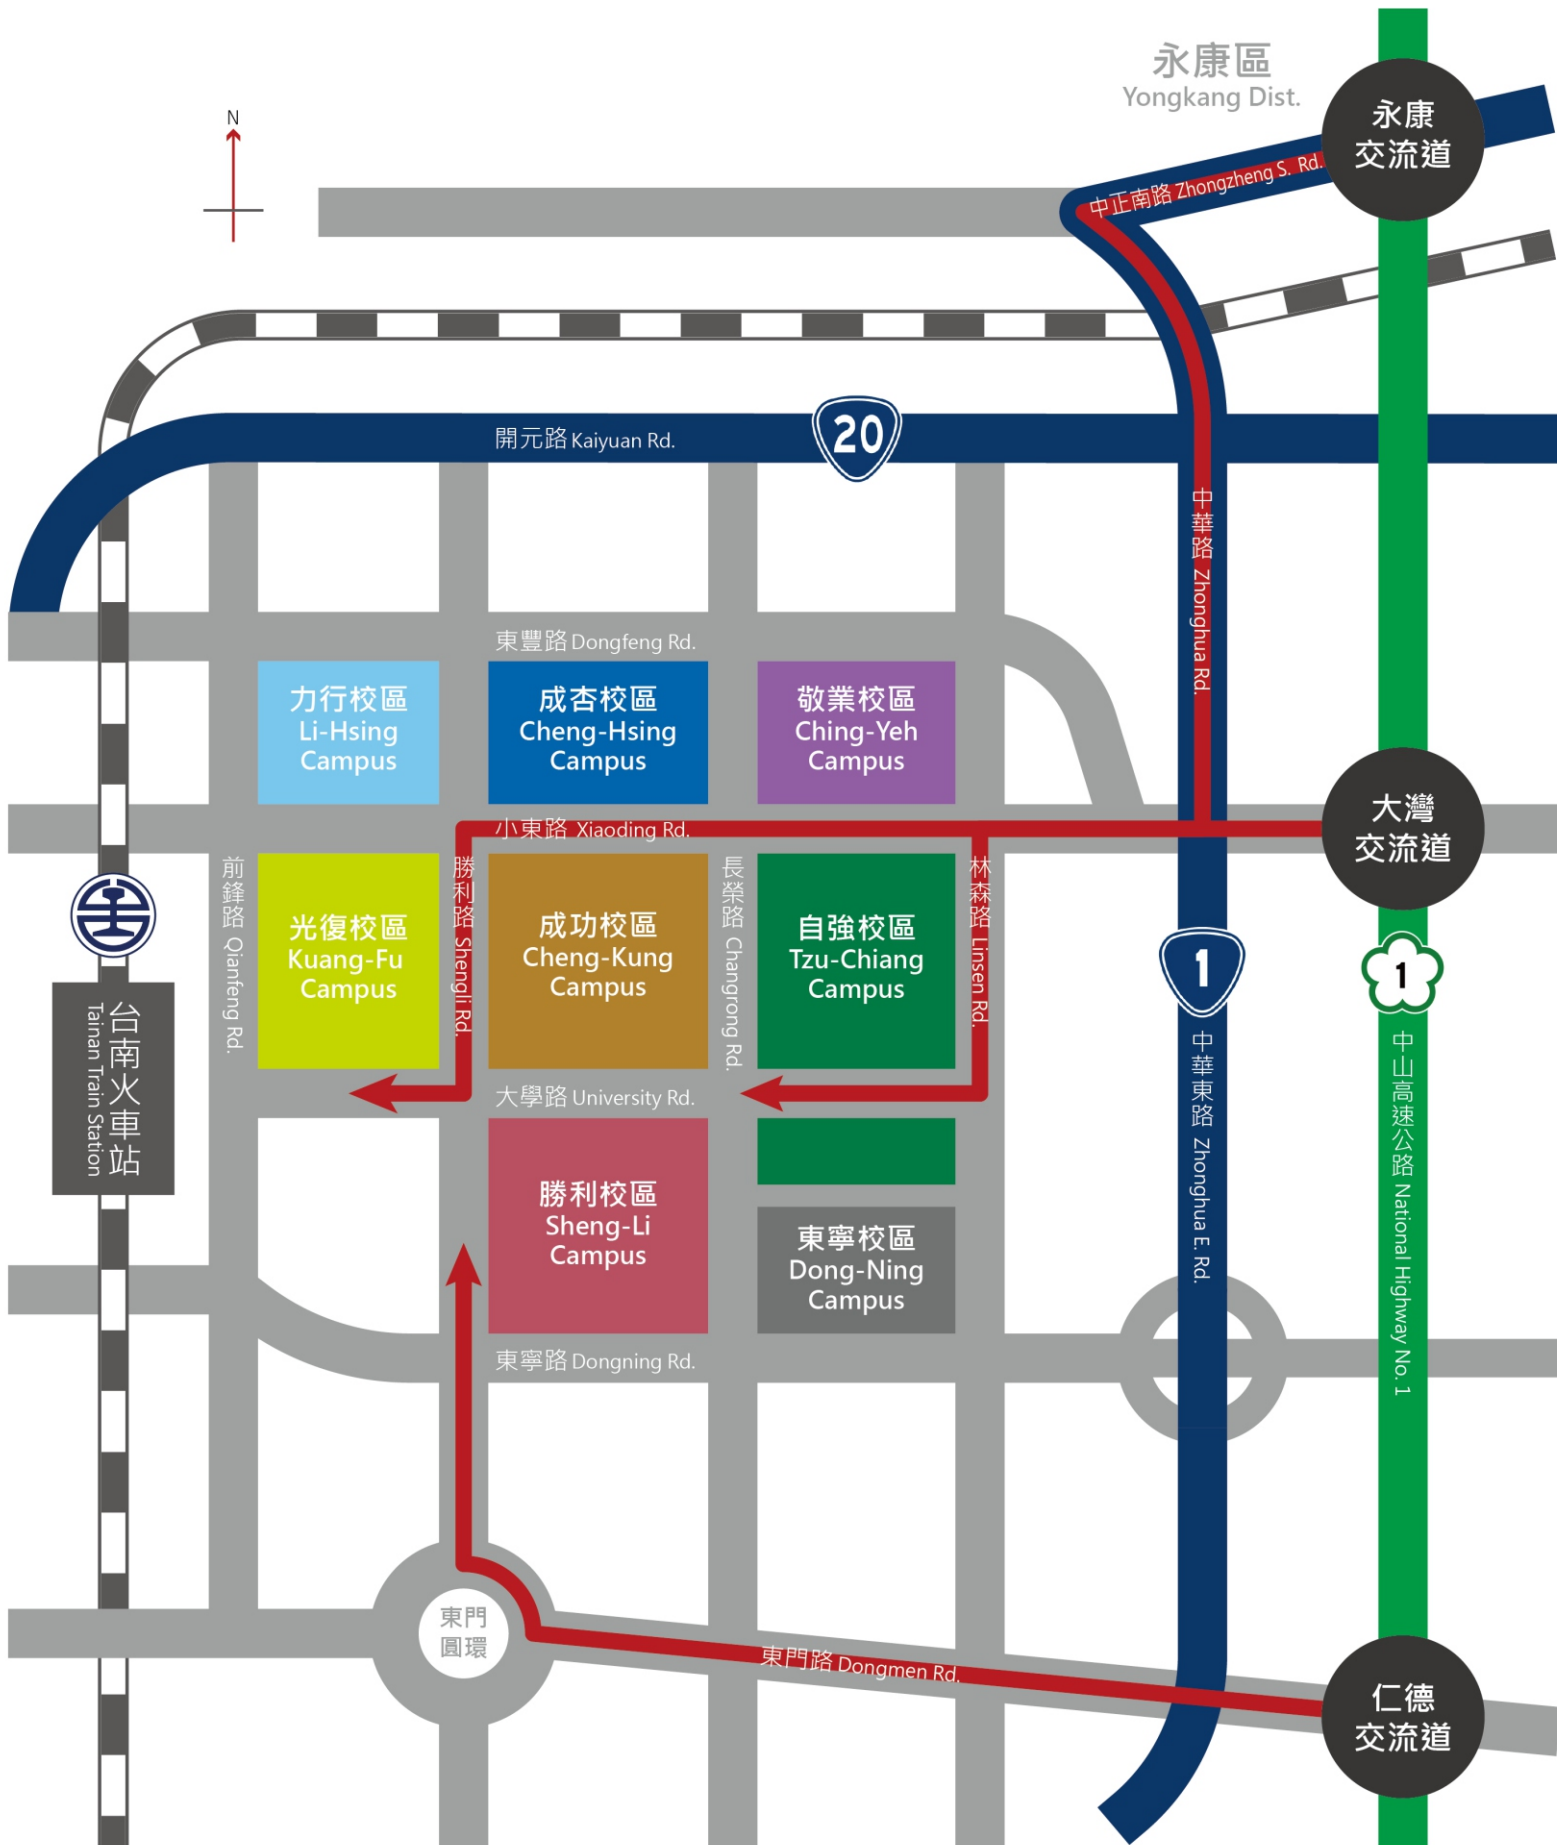 永康區
Yongkang Dist.
永康
交流道
N
中正南路 Zhongzheng S. Rd.
開元路 Kaiyuan Rd.
20
中華路 Zhonghua Rd.
東豐路 Dongfeng Rd.
力行校區
Li-Hsing
Campus
成杏校區
Cheng-Hsing
Campus
敬業校區
Ching-Yeh
Campus
大灣
交流道
小東路 Xiaoding Rd.
前鋒路 Qianfeng Rd.
光復校區
Kuang-Fu
Campus
勝利路 Shengli Rd.
成功校區
Cheng-Kung
Campus
長榮路 Changrong Rd.
自強校區
Tzu-Chiang
Campus
林森路 Linsen Rd.
1
1
台南火車站
Tainan Train Station
中華東路 Zhonghua E. Rd.
中山高速公路 National Highway No. 1
大學路 University Rd.
勝利校區
Sheng-Li
Campus
東寧校區
Dong-Ning
Campus
東寧路 Dongning Rd.
東門
圓環
東門路 Dongmen Rd.
仁德
交流道